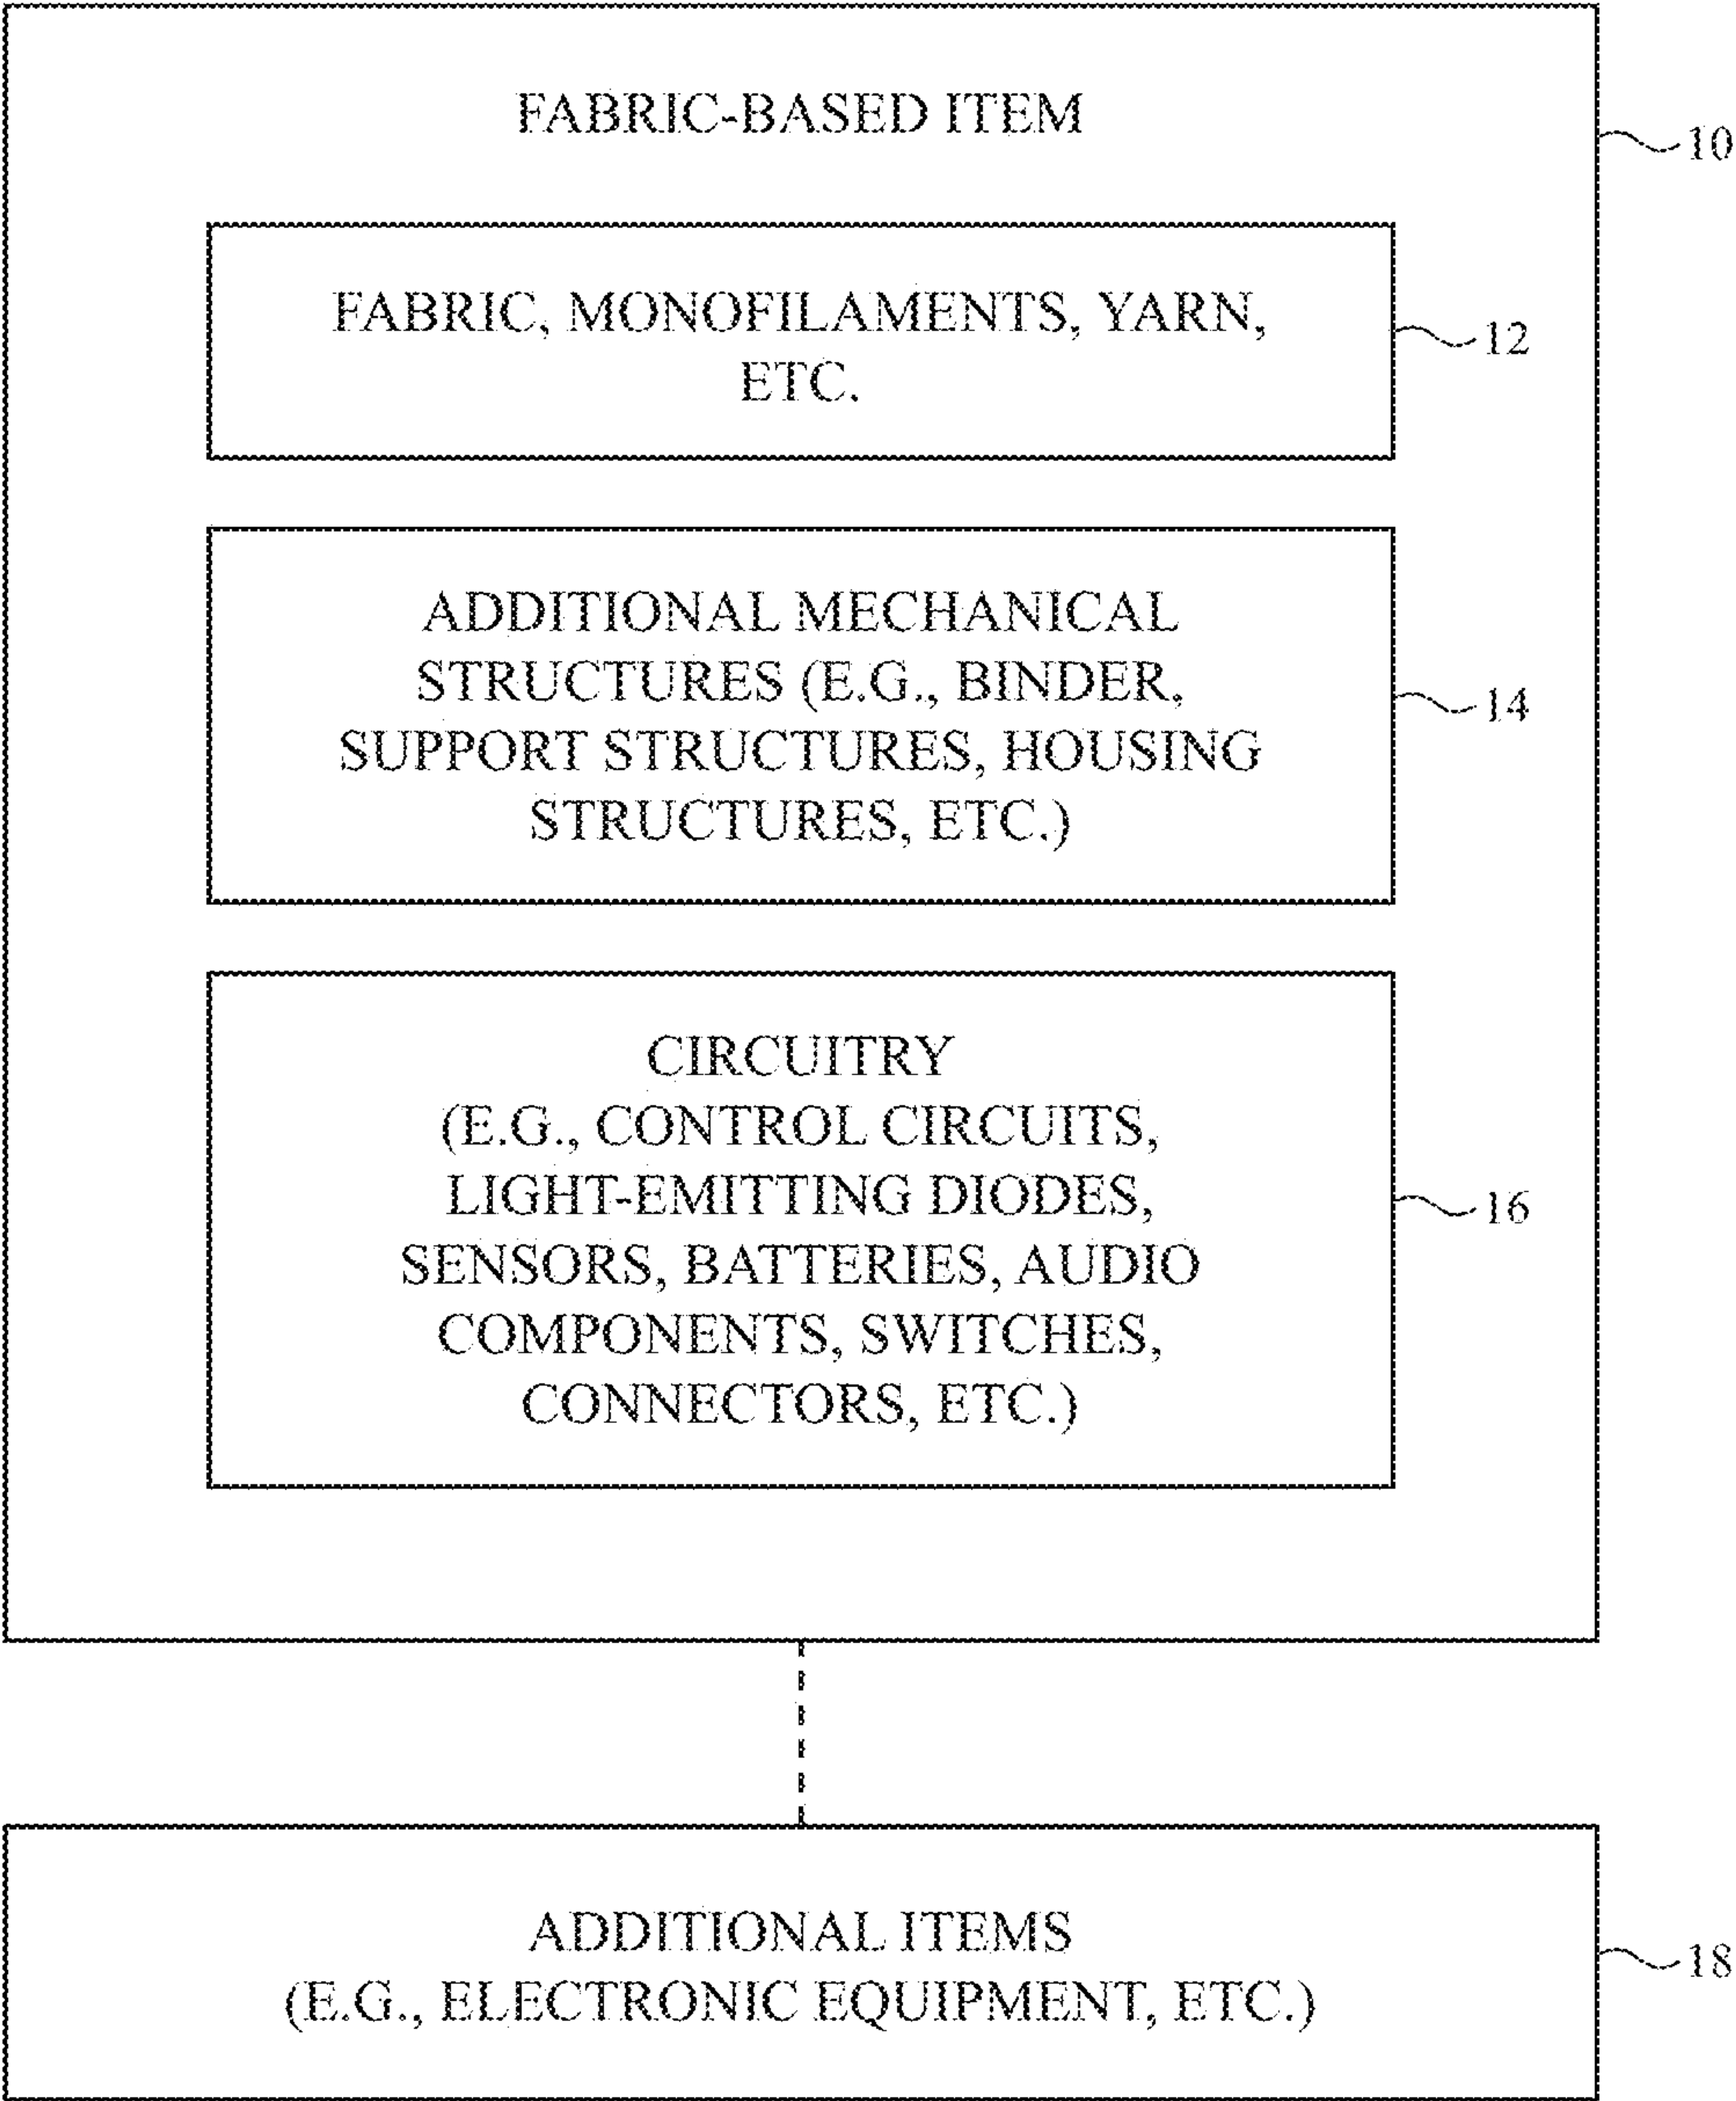 FABRIC-BASED ITEM
10
FABRIC, MONOFILAMENTS, YARN,
ETC.
12
ADDITIONAL MECHANICAL
STRUCTURES (E.G., BINDER,
SUPPORT STRUCTURES, HOUSING
STRUCTURES, ETC.)
14
CIRCUITRY
(E.G., CONTROL CIRCUITS,
LIGHT-EMITTING DIODES,
SENSORS, BATTERIES, AUDIO
COMPONENTS, SWITCHES,
CONNECTORS, ETC.)
16
ADDITIONAL ITEMS
(E.G., ELECTRONIC EQUIPMENT, ETC.)
18